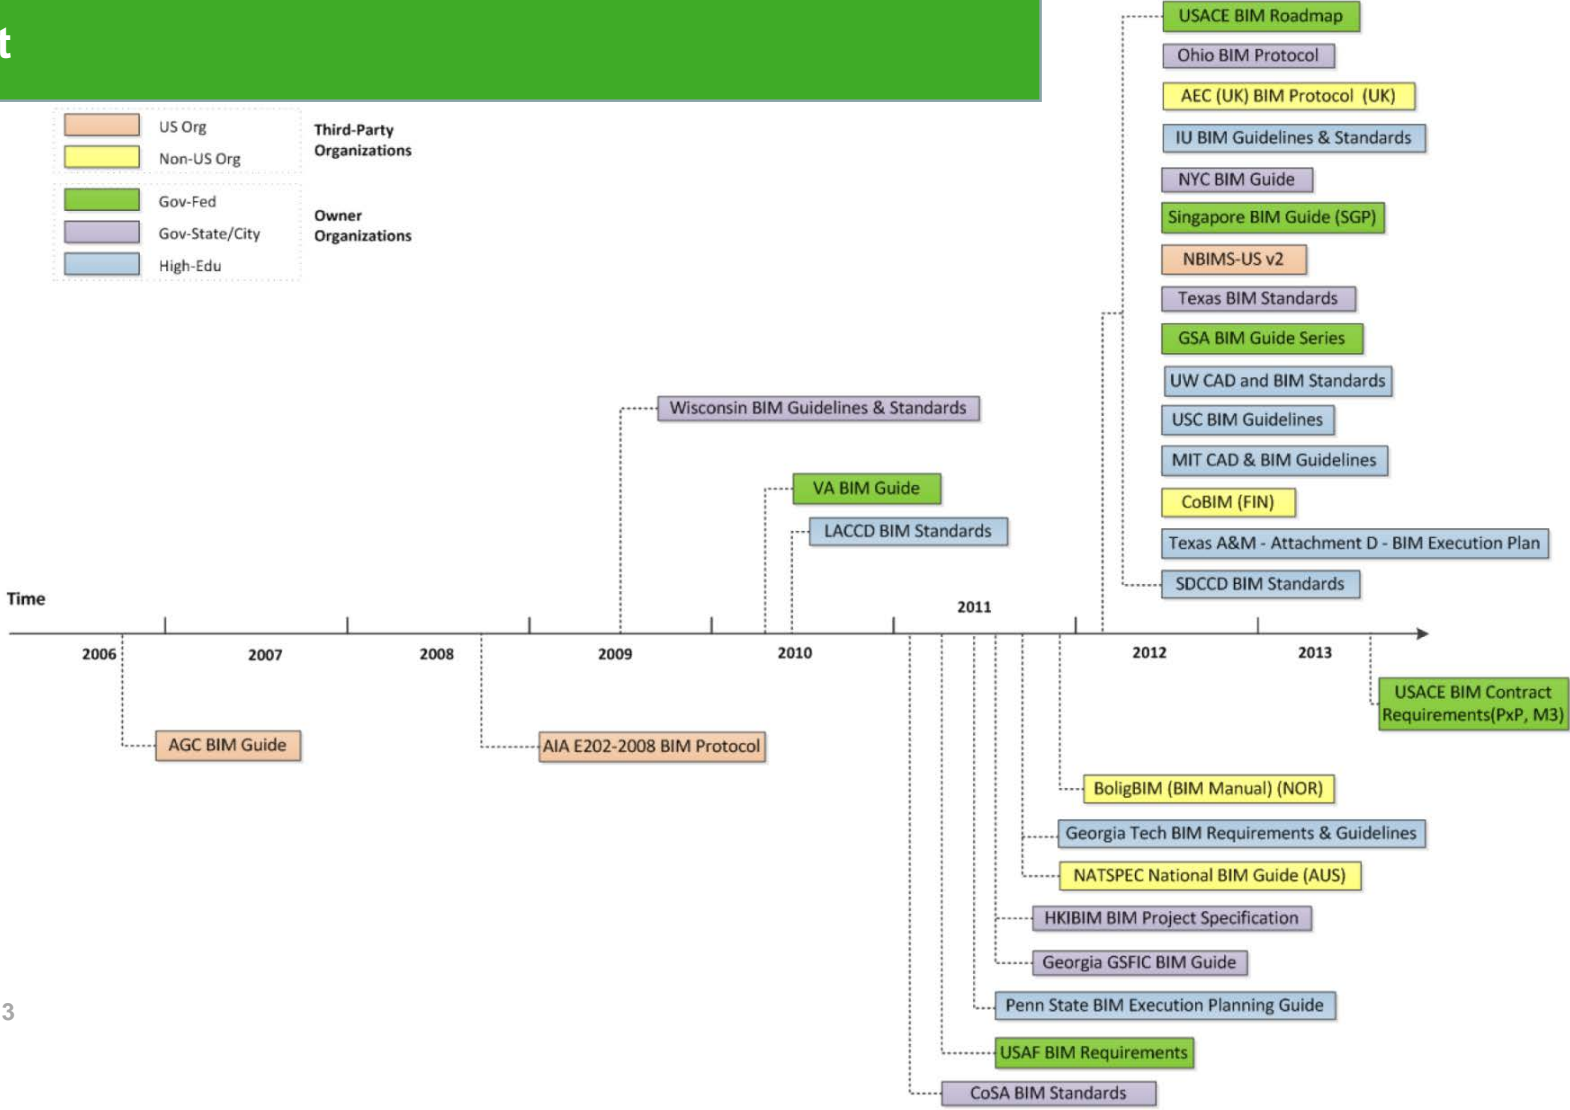 t
US Org
Non-US Org
Third-Party
Organizations
Gov-Fed
Gov-State/City
High-Edu
Owner
Organizations
USACE BIM Roadmap
Ohio BIM Protocol
AEC (UK) BIM Protocol (UK)
IU BIM Guidelines & Standards
NYC BIM Guide
Singapore BIM Guide (SGP)
NBIMS-US v2
Texas BIM Standards
GSA BIM Guide Series
UW CAD and BIM Standards
USC BIM Guidelines
MIT CAD & BIM Guidelines
CoBIM (FIN)
Texas A&M - Attachment D - BIM Execution Plan
SDCCD BIM Standards
Wisconsin BIM Guidelines & Standards
VA BIM Guide
LACCD BIM Standards
Time
2011
2006 2007 2008 2009 2010 2012 2013
AGC BIM Guide
AIA E202-2008 BIM Protocol
USACE BIM Contract
Requirements(PxP, M3)
BoligBIM (BIM Manual) (NOR)
Georgia Tech BIM Requirements & Guidelines
NATSPEC National BIM Guide (AUS)
HKIBIM BIM Project Specification
Georgia GSFIC BIM Guide
Penn State BIM Execution Planning Guide
USAF BIM Requirements
CoSA BIM Standards
3